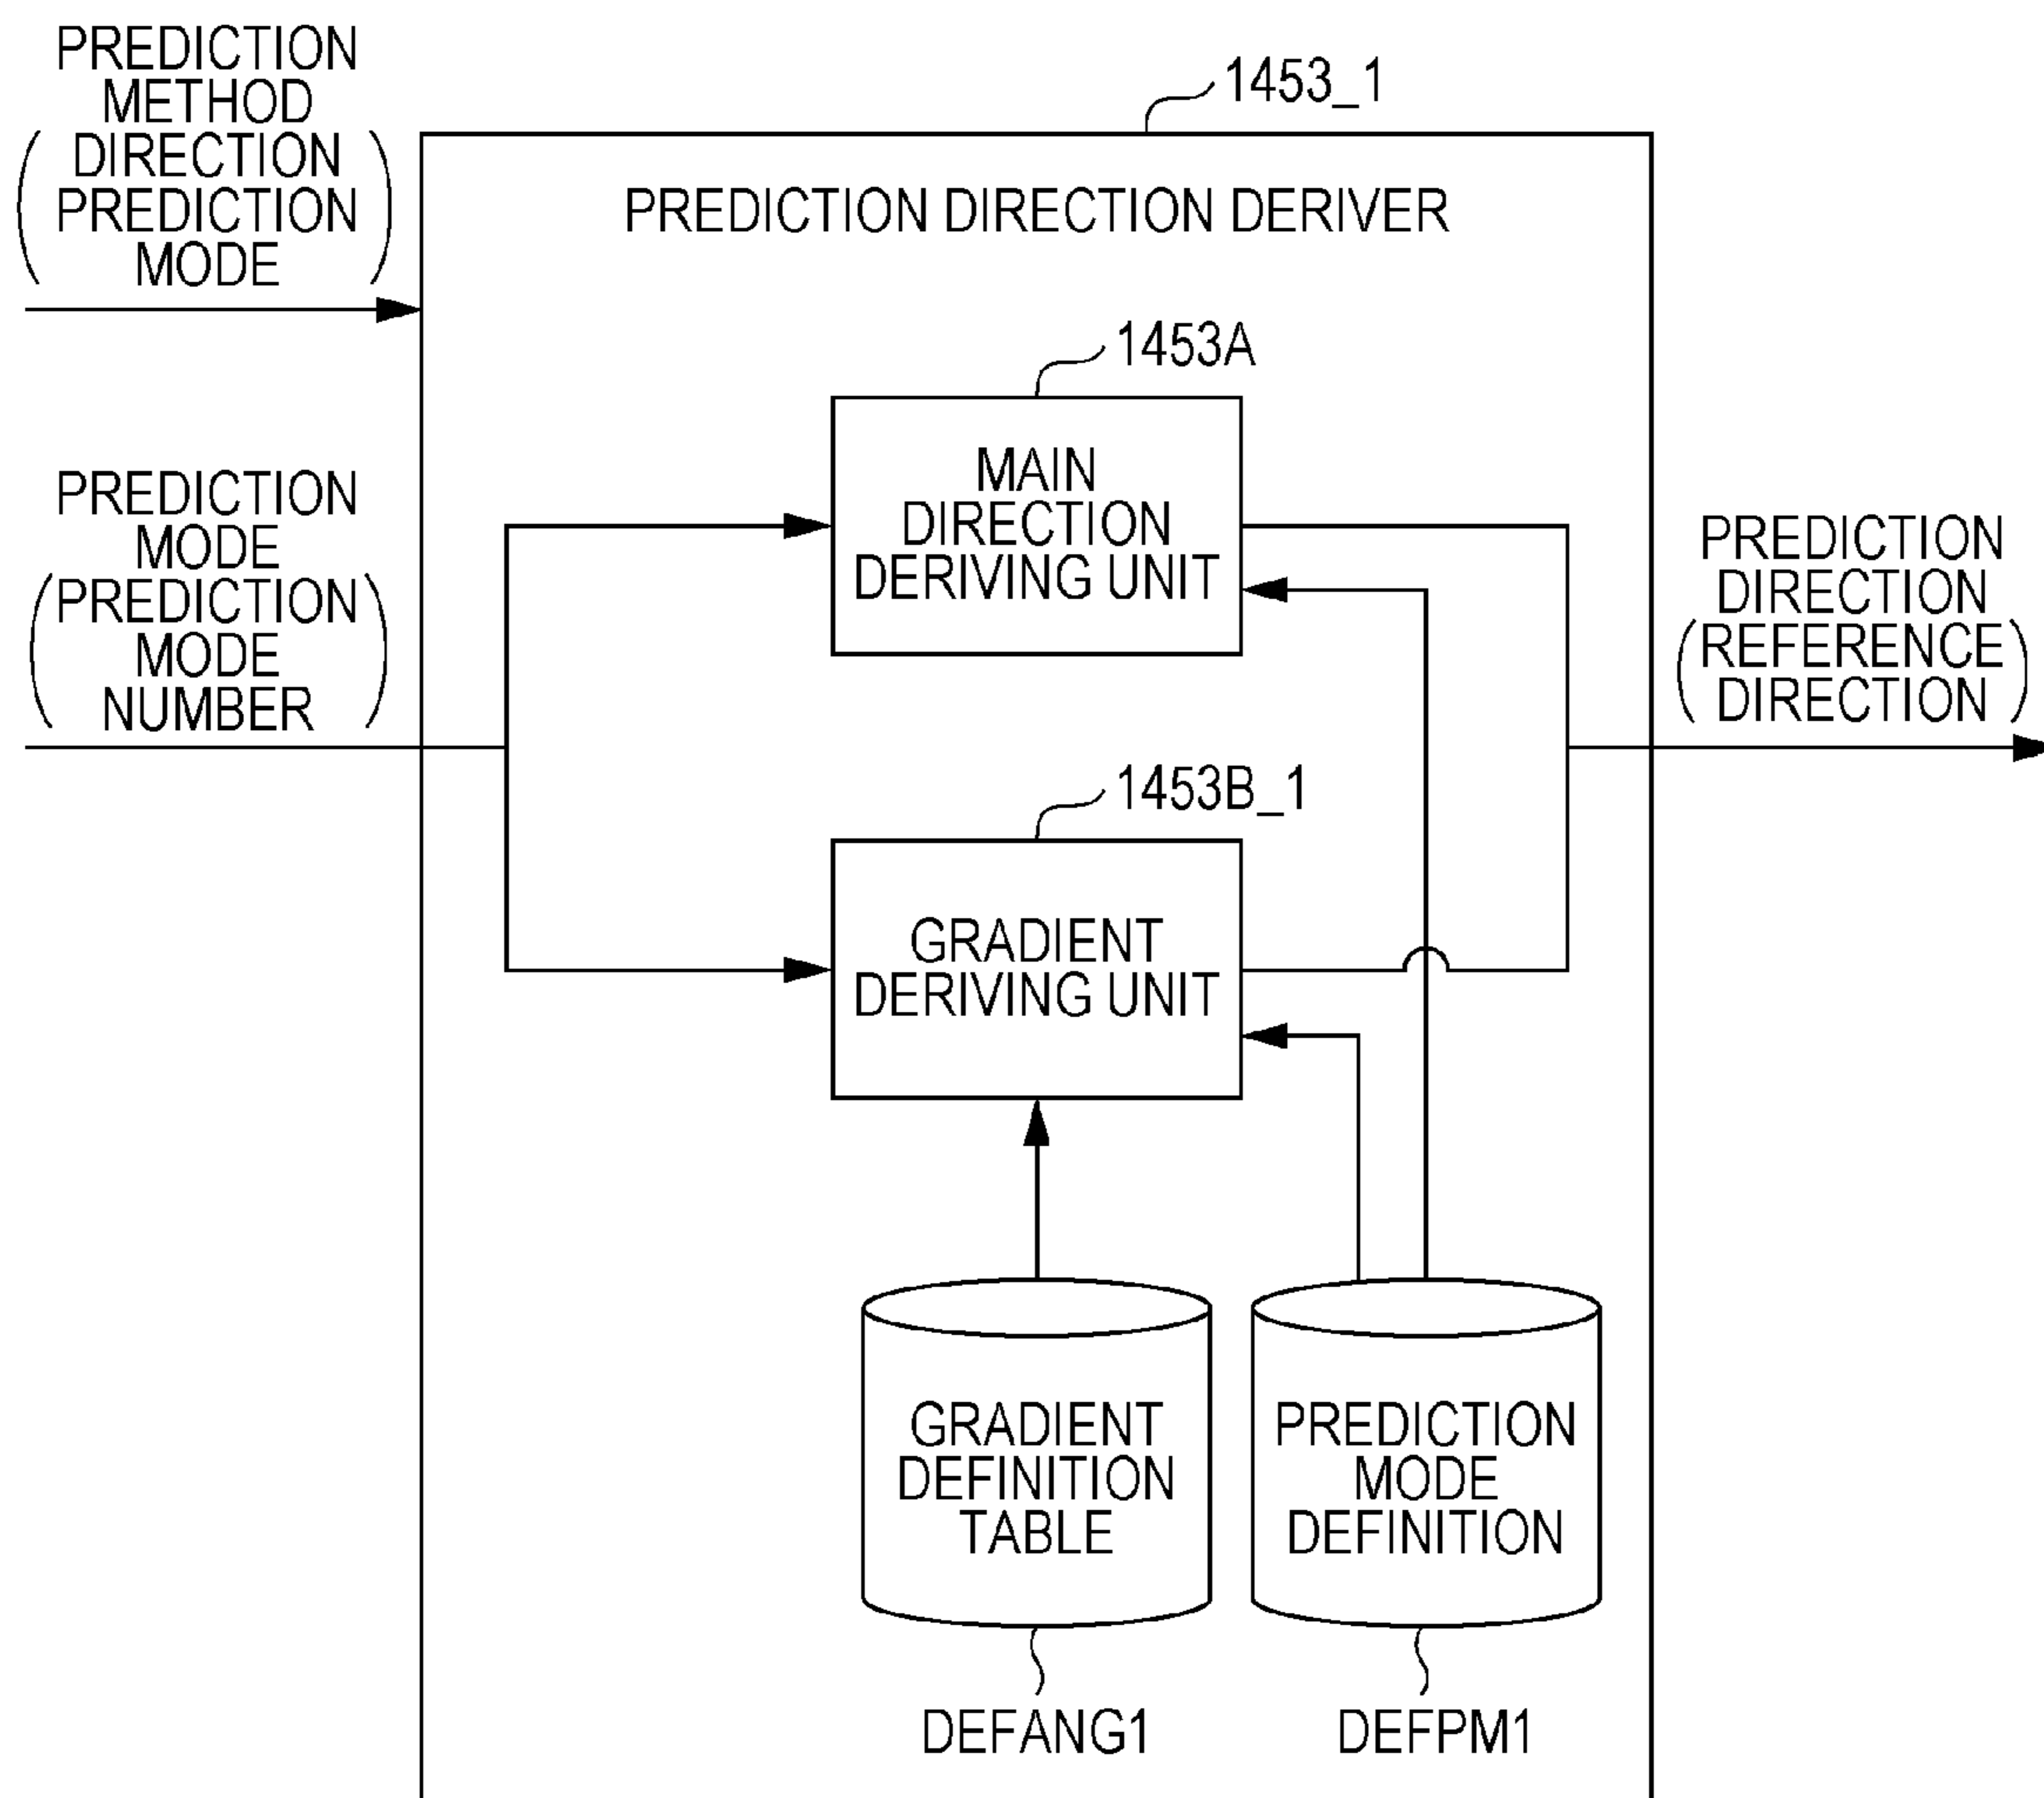 PREDICTION
METHOD
( DIRECTION
PREDICTION
MODE )
1453_1
PREDICTION DIRECTION DERIVER
1453A
MAIN
DIRECTION
DERIVING UNIT
PREDICTION
MODE
( PREDICTION
MODE
NUMBER )
PREDICTION
DIRECTION
( REFERENCE
DIRECTION )
1453B_1
GRADIENT
DERIVING UNIT
GRADIENT
DEFINITION
TABLE
PREDICTION
MODE
DEFINITION
DEFANG1
DEFPM1